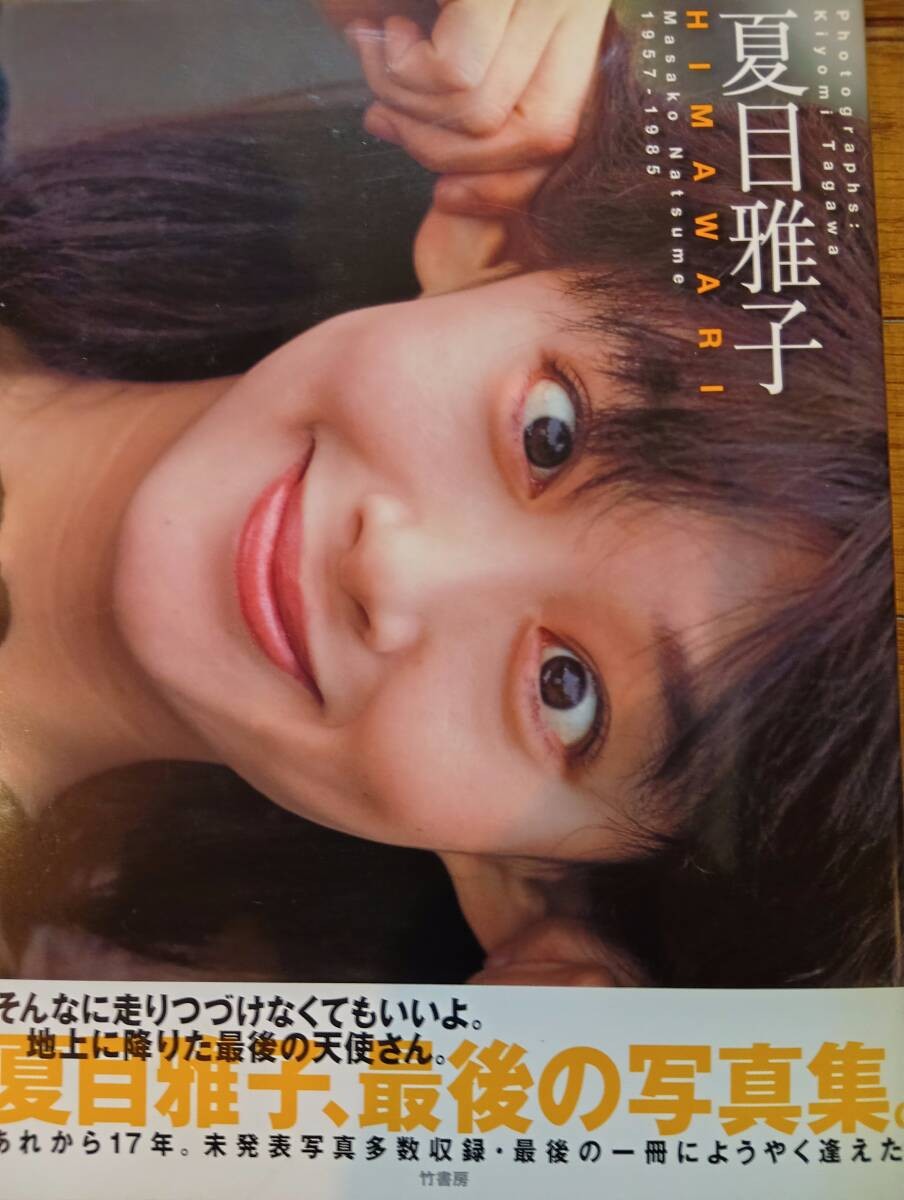 Photographs:
Kiyomi Tagawa
夏目雅子
HIMAWARI
Masako Natsume
1957-1985
そんなに走りつづけなくてもいいよ。
地上に降りた最後の天使さん。
夏目雅子、最後の写真集。
あれから17年。未発表写真多数収録・最後の一冊にようやく逢えた
竹書房